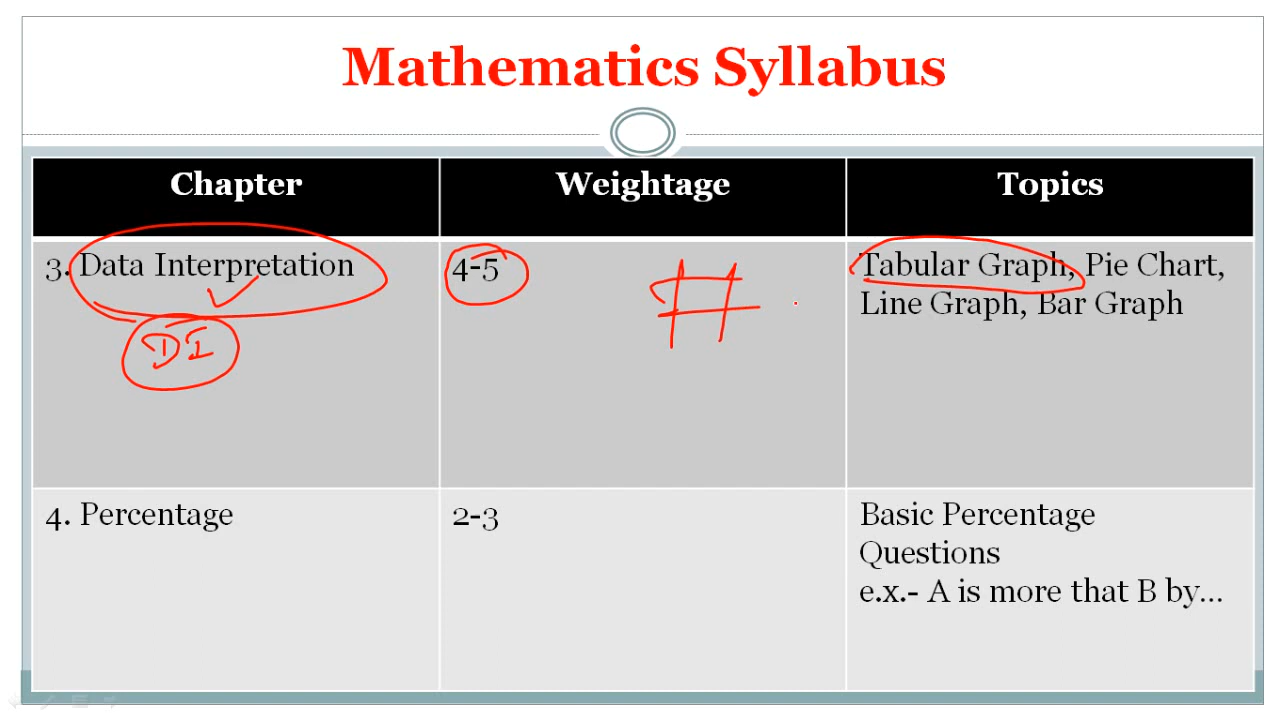 Mathematics Syllabus
Chapter Weightage Topics
3. Data Interpretation 4-5 Tabular Graph, Pie Chart,
Line Graph, Bar Graph
DI
4. Percentage 2-3 Basic Percentage
Questions
e.x.- A is more that B by...